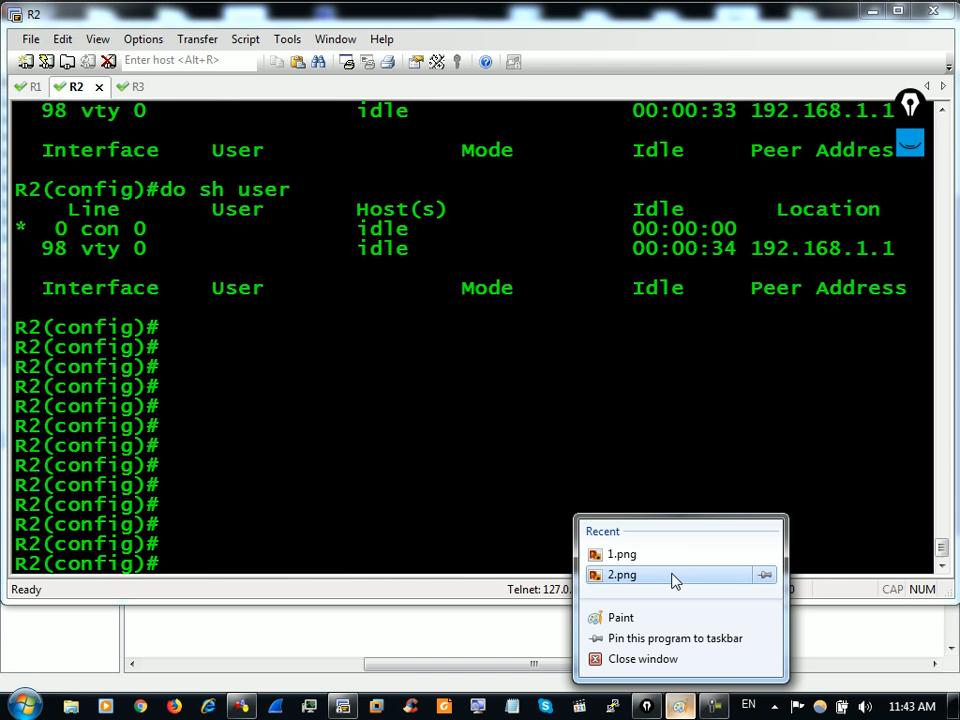 R2
File Edit View Options Transfer Script Tools Window Help
Enter host <Alt+R>
R1 R2 R3
98 vty 0 idle 00:00:33 192.168.1.1
Interface User Mode Idle Peer Addres
R2(config)#do sh user
Line User Host(s) Idle Location
* 0 con 0 idle 00:00:00
98 vty 0 idle 00:00:34 192.168.1.1
Interface User Mode Idle Peer Address
R2(config)#
R2(config)#
R2(config)#
R2(config)#
R2(config)#
R2(config)#
R2(config)#
R2(config)#
R2(config)#
R2(config)#
R2(config)#
R2(config)#
R2(config)#
Recent
1.png
2.png
Paint
Pin this program to taskbar
Close window
Ready Telnet: 127.0. 0 CAP NUM
EN 11:43 AM